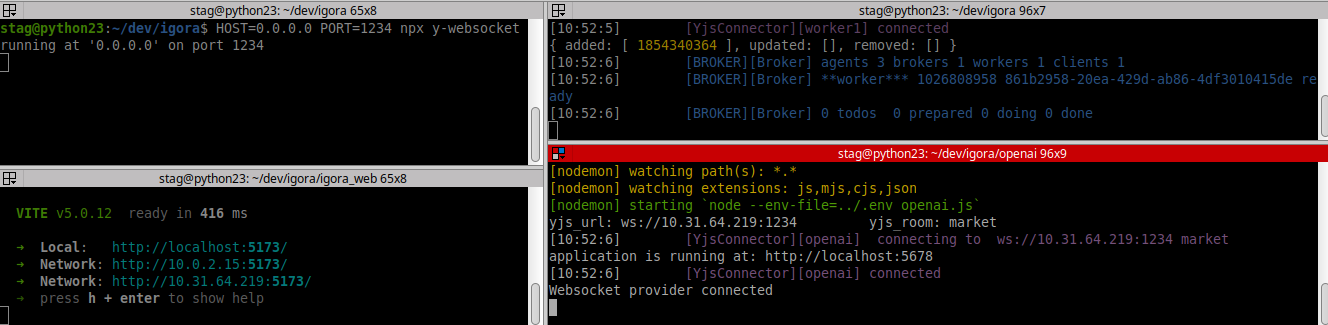 stag@python23: ~/dev/igora 65x8
stag@python23:~/dev/igora$ HOST=0.0.0.0 PORT=1234 npx y-websocket
running at '0.0.0.0' on port 1234
stag@python23: ~/dev/igora/igora_web 65x8
VITE v5.0.12  ready in 416 ms
➜  Local:   http://localhost:5173/
➜  Network: http://10.0.2.15:5173/
➜  Network: http://10.31.64.219:5173/
➜  press h + enter to show help
stag@python23: ~/dev/igora 96x7
[10:52:5]        [YjsConnector][worker1] connected
{ added: [ 1854340364 ], updated: [], removed: [] }
[10:52:6]        [BROKER][Broker] agents 3 brokers 1 workers 1 clients 1
[10:52:6]        [BROKER][Broker] **worker*** 1026808958 861b2958-20ea-429d-ab86-4df3010415de re
ady
[10:52:6]        [BROKER][Broker] 0 todos  0 prepared 0 doing 0 done
stag@python23: ~/dev/igora/openai 96x9
[nodemon] watching path(s): *.*
[nodemon] watching extensions: js,mjs,cjs,json
[nodemon] starting `node --env-file=../.env openai.js`
yjs_url: ws://10.31.64.219:1234         yjs_room: market
[10:52:6]        [YjsConnector][openai]  connecting to  ws://10.31.64.219:1234 market
application is running at: http://localhost:5678
[10:52:6]        [YjsConnector][openai] connected
Websocket provider connected